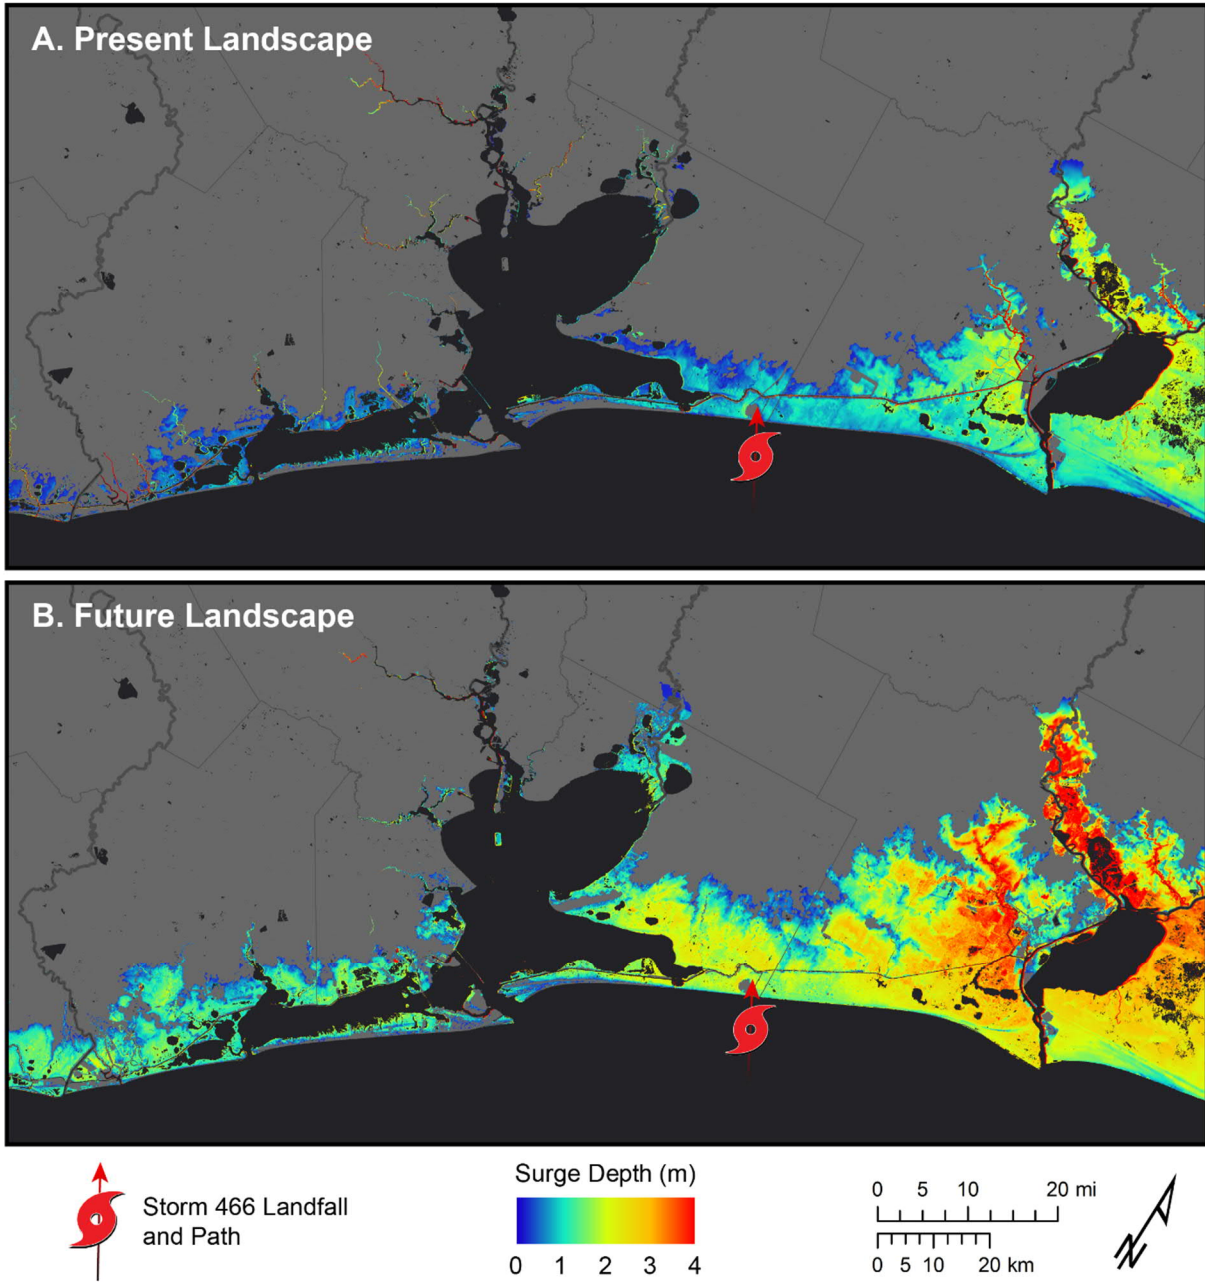 A. Present Landscape
B. Future Landscape
Storm 466 Landfall
and Path
Surge Depth (m)
0 1 2 3 4
0 5 10 20 mi
0 5 10 20 km
N